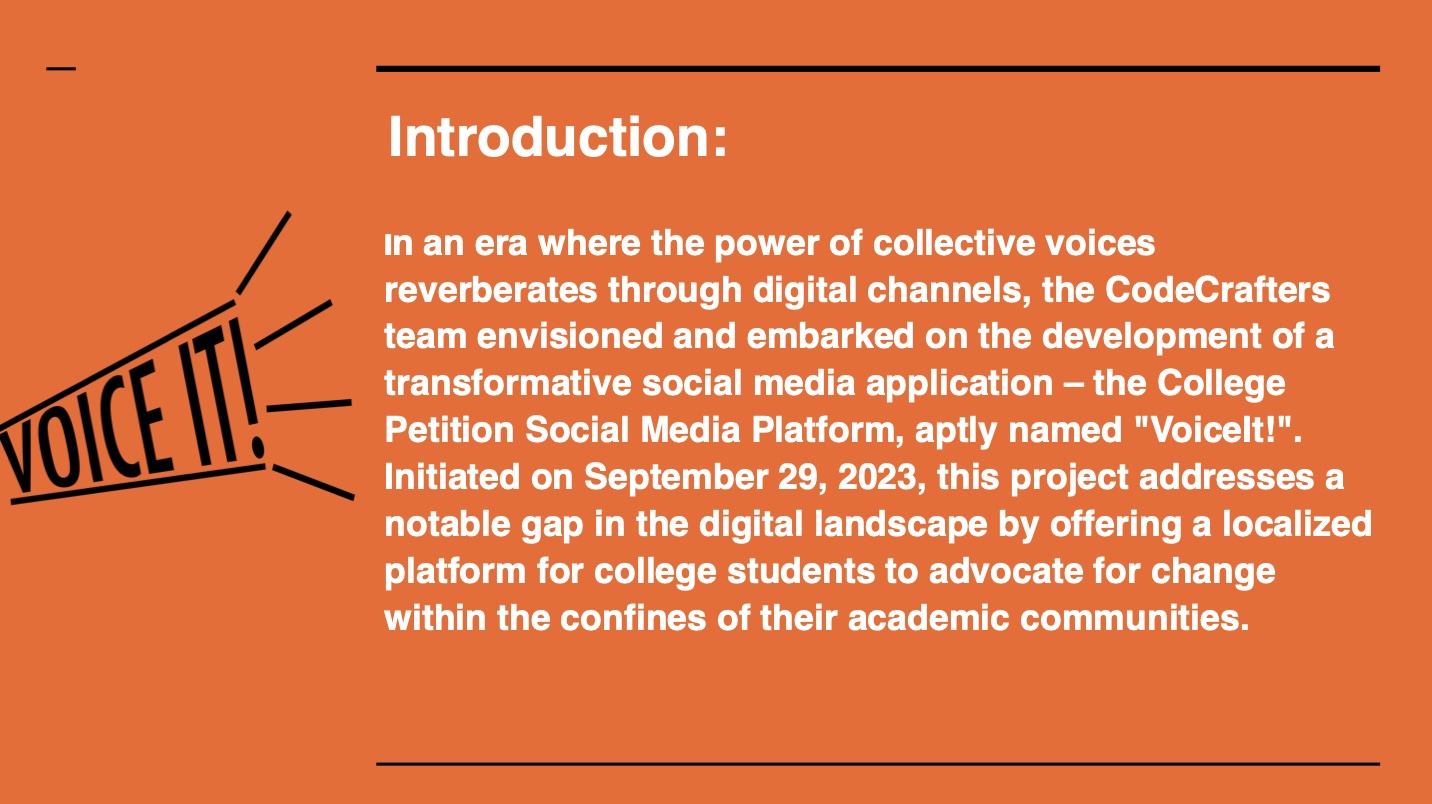 Introduction:
VOICE IT!
In an era where the power of collective voices
reverberates through digital channels, the CodeCrafters
team envisioned and embarked on the development of a
transformative social media application – the College
Petition Social Media Platform, aptly named "VoiceIt!".
Initiated on September 29, 2023, this project addresses a
notable gap in the digital landscape by offering a localized
platform for college students to advocate for change
within the confines of their academic communities.